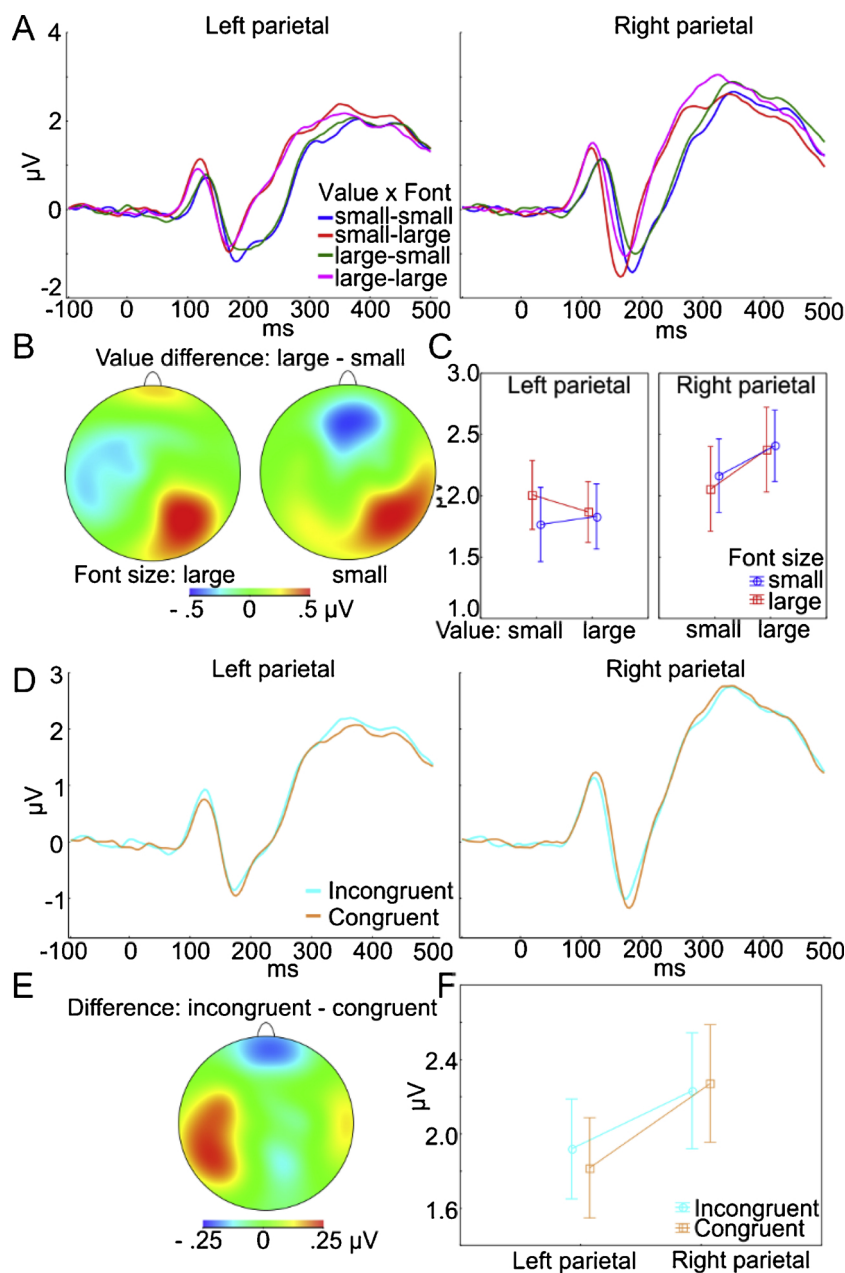 A
Left parietal
Right parietal
4
2
0
-2
µV
Value x Font
small-small
small-large
large-small
large-large
-100 0 100 200 300 400 500
0 100 200 300 400 500
ms
ms
B
Value difference: large - small
Font size: large
small
- .5 0 .5 µV
C
Left parietal
Right parietal
3.0
2.5
2.0
1.5
1.0
Font size
small
large
Value: small large
small large
D
Left parietal
Right parietal
3
2
1
0
-1
µV
Incongruent
Congruent
-100 0 100 200 300 400 500
0 100 200 300 400 500
ms
ms
E
Difference: incongruent - congruent
- .25 0 .25 µV
F
2.4
2.0
1.6
µV
Incongruent
Congruent
Left parietal Right parietal